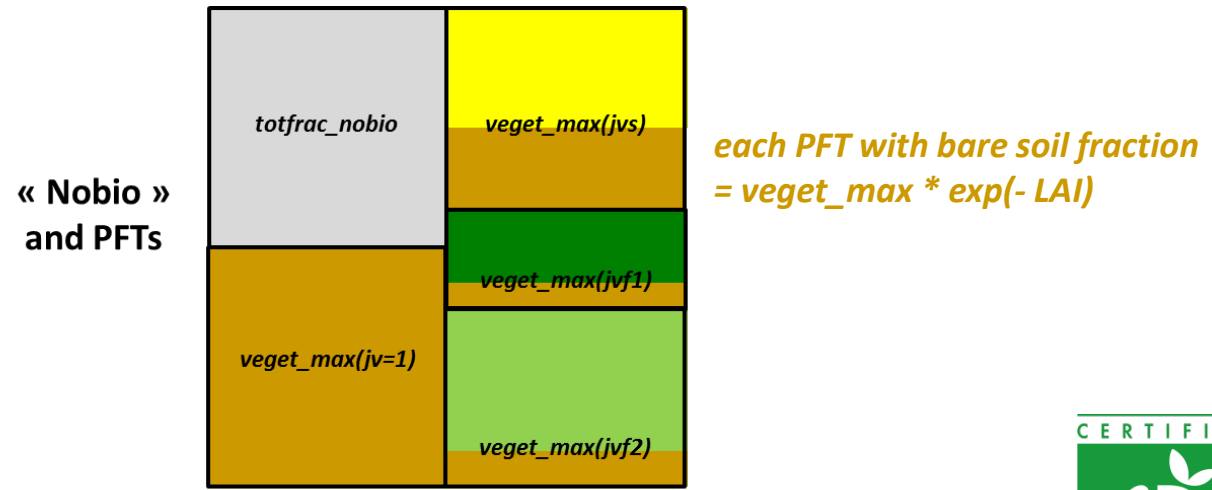 « Nobio »
and PFTs
totfrac_nobio
veget_max(jvs)
veget_max(jvf1)
veget_max(jv=1)
veget_max(jvf2)
each PFT with bare soil fraction
= veget_max * exp(- LAI)
CERTIFI